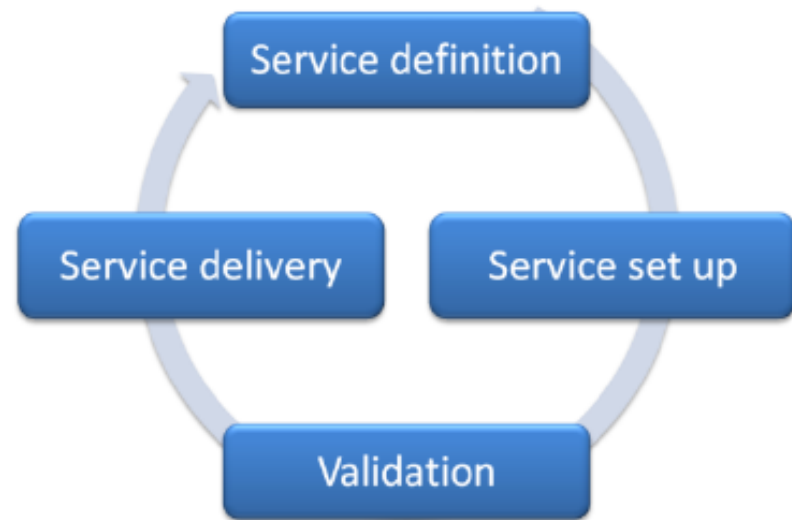 Service definition
Service delivery
Service set up
Validation